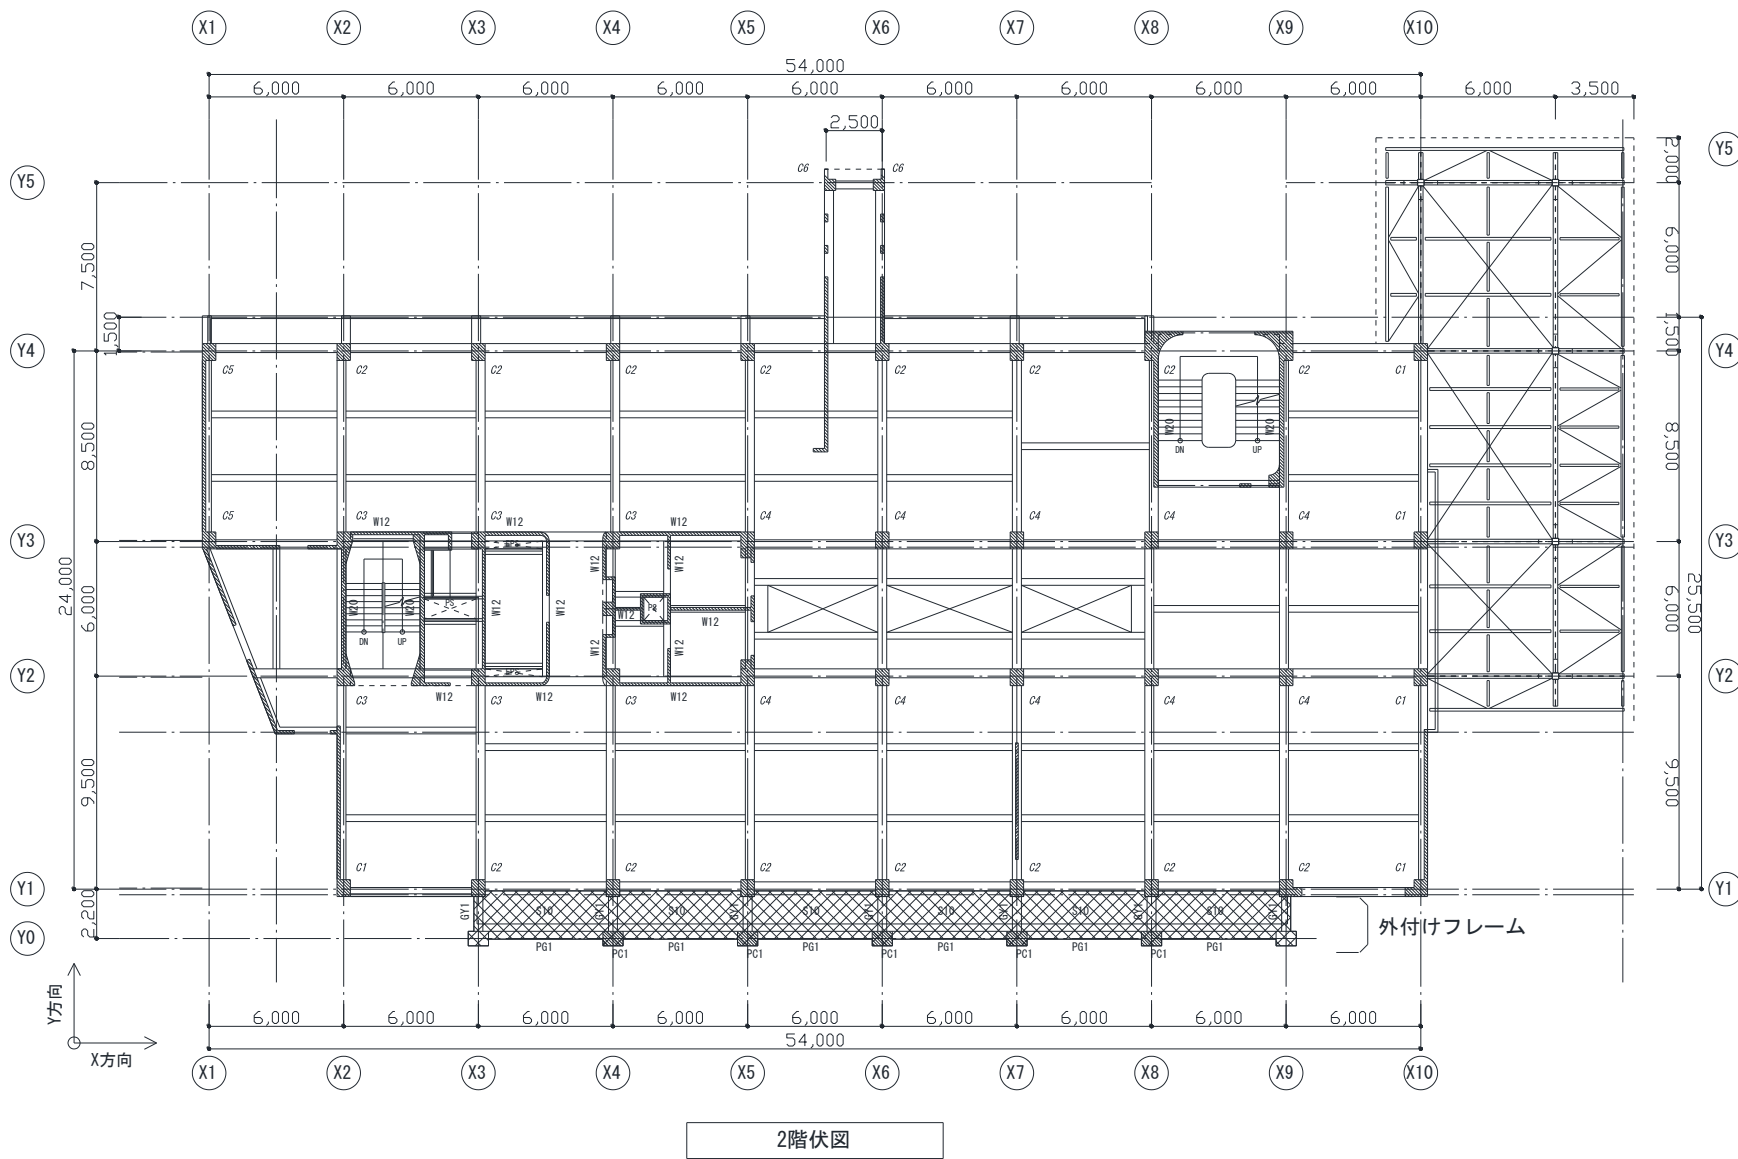 X1 X2 X3 X4 X5 X6 X7 X8 X9 X10
54,000
6,000 6,000 6,000 6,000 6,000 6,000 6,000 6,000 6,000 6,000 3,500
2,500
Y5 C6 C6 2,000 Y5
7,500 6,000
1,500 1,500
Y4 Y4
C5 C2 C2 C2 C2 C2 C2 C2 C2 C1
8,500 W20 W20 8,500
DN UP
C5 C3 C3 C3 C4 C4 C4 C4 C4 C1
W12 W12 W12
Y3 Y3
W12 W12
24,000 6,000 W20 W20 PS W12 W12 PS 6,000 25,500
W12 W12
DN UP W12 W12
Y2 Y2
W12 W12 W12
C3 C3 C3 C4 C4 C4 C4 C4 C1
9,500 9,500
C1 C2 C2 C2 C2 C2 C2 C2 C1
Y1 Y1
2,200 GY1 S10 GY1 S10 GY1 S10 GY1 S10 GY1 S10 GY1 S10 GY1 外付けフレーム
Y0
PG1 PG1 PG1 PG1 PG1 PG1
PC1 PC1 PC1 PC1 PC1
Y方向
X方向
6,000 6,000 6,000 6,000 6,000 6,000 6,000 6,000 6,000
54,000
X1 X2 X3 X4 X5 X6 X7 X8 X9 X10
2階伏図